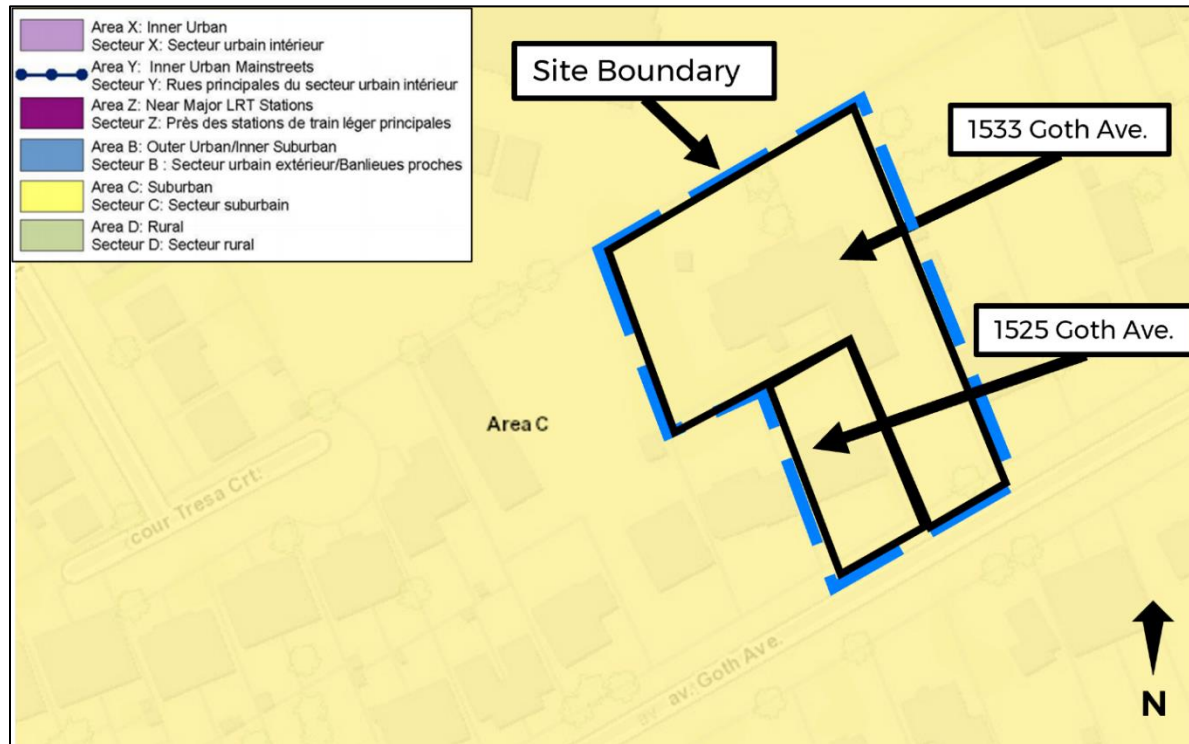 Area X: Inner Urban
Secteur X: Secteur urbain intérieur
Area Y: Inner Urban Mainstreets
Secteur Y: Rues principales du secteur urbain intérieur
Area Z: Near Major LRT Stations
Secteur Z: Près des stations de train léger principales
Area B: Outer Urban/Inner Suburban
Secteur B : Secteur urbain extérieur/Banlieues proches
Area C: Suburban
Secteur C: Secteur suburbain
Area D: Rural
Secteur D: Secteur rural
Site Boundary
1533 Goth Ave.
1525 Goth Ave.
Area C
cour Tresa Crt.
av. Goth Ave.
N